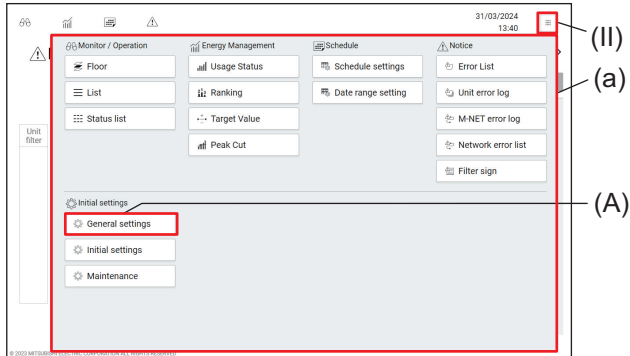 31/03/2024
13:40
(II)
Monitor / Operation
Energy Management
Schedule
Notice
Floor
Usage Status
Schedule settings
Error List
(a)
List
Ranking
Date range setting
Unit error log
Status list
Target Value
M-NET error log
Unit
filter
Peak Cut
Network error list
Filter sign
Initial settings
(A)
General settings
Initial settings
Maintenance
© 2023 MITSUBISHI ELECTRIC CORPORATION ALL RIGHTS RESERVED